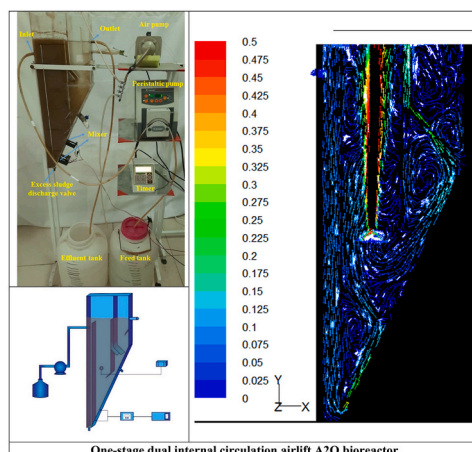 Inlet
Outlet
Air pump
Peristaltic pump
Mixer
Excess sludge
discharge valve
Timer
Effluent tank
Feed tank
0.5
0.475
0.45
0.425
0.4
0.375
0.35
0.325
0.3
0.275
0.25
0.225
0.2
0.175
0.15
0.125
0.1
0.075
0.05
0.025
0
Y
Z
X
One-stage dual internal circulation airlift A2O bioreactor